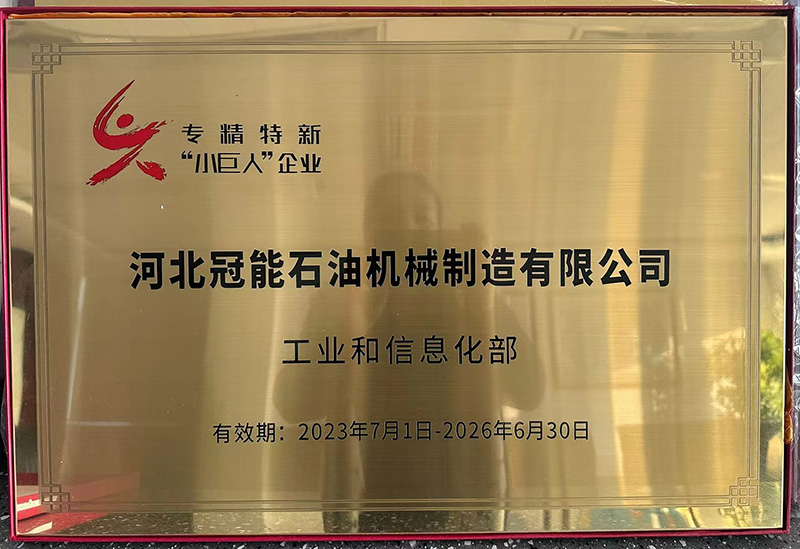 专精特新
“小巨人”企业
河北冠能石油机械制造有限公司
工业和信息化部
有效期：2023年7月1日-2026年6月30日